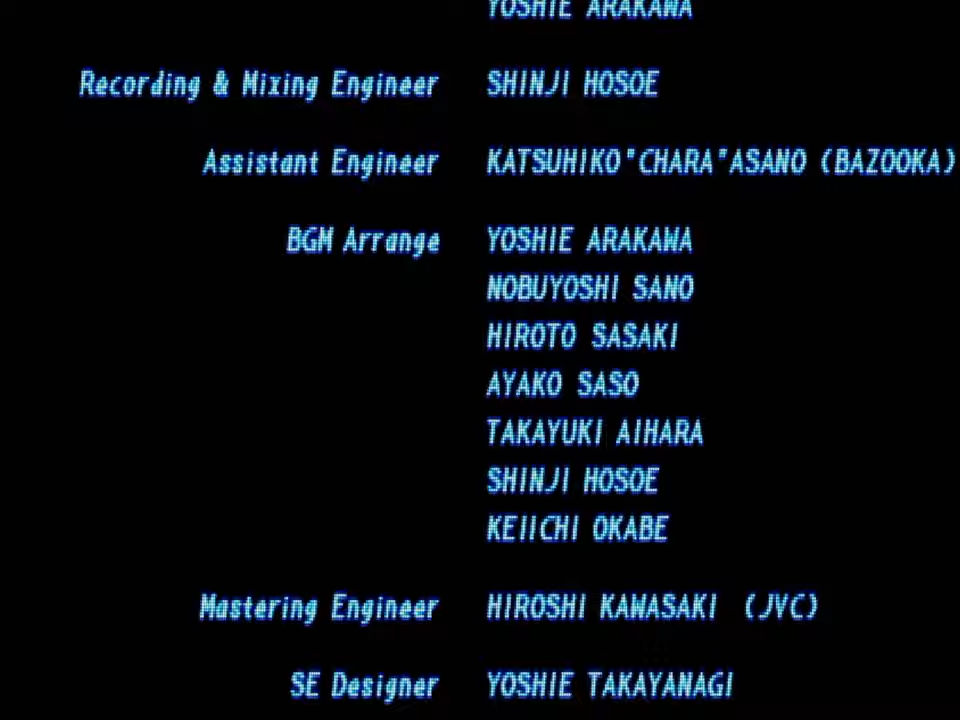 YOSHIE ARAKAWA
Recording & Mixing Engineer SHINJI HOSOE
Assistant Engineer KATSUHIKO"CHARA"ASANO (BAZOOKA)
BGM Arrange YOSHIE ARAKAWA
NOBUYOSHI SANO
HIROTO SASAKI
AYAKO SASO
TAKAYUKI AIHARA
SHINJI HOSOE
KEIICHI OKABE
Mastering Engineer HIROSHI KAWASAKI (JVC)
SE Designer YOSHIE TAKAYANAGI